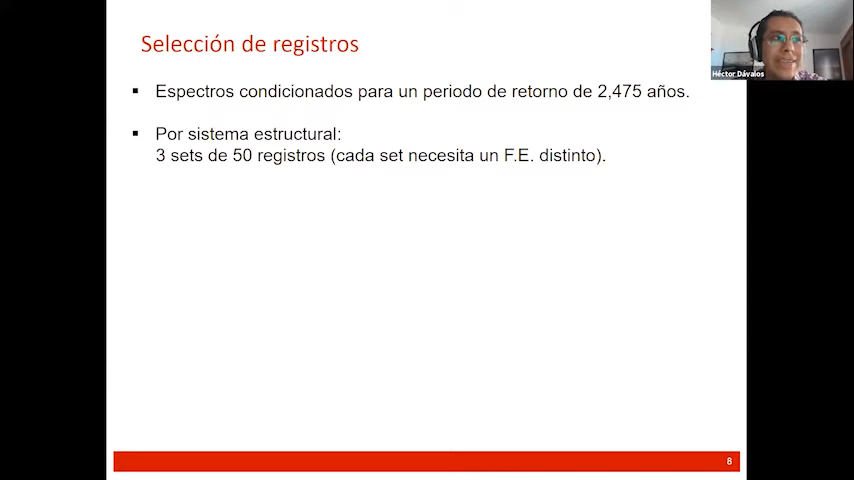 Selección de registros
Héctor Dávalos
▪ Espectros condicionados para un periodo de retorno de 2,475 años.
▪ Por sistema estructural:
3 sets de 50 registros (cada set necesita un F.E. distinto).
8